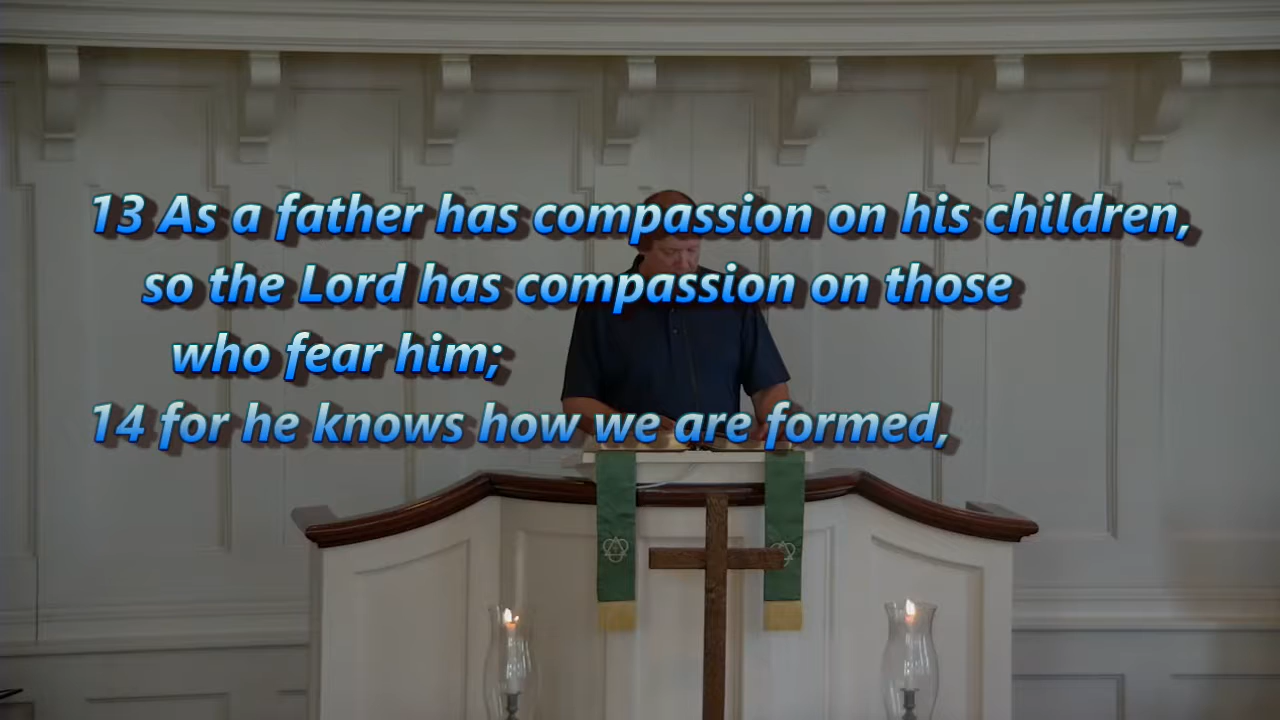 13 As a father has compassion on his children,
so the Lord has compassion on those
who fear him;
14 for he knows how we are formed,